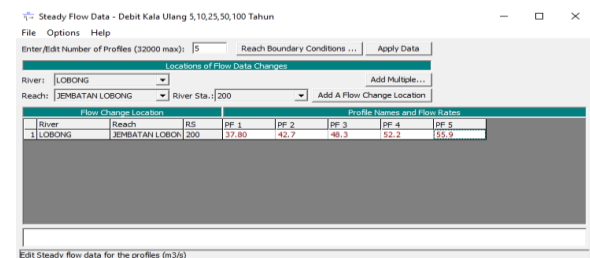 Steady Flow Data - Debit Kala Ulang 5,10,25,50,100 Tahun
File Options Help
Enter/Edit Number of Profiles (32000 max): 5 Reach Boundary Conditions ... Apply Data
Locations of Flow Data Changes
River: LOBONG Add Multiple...
Reach: JEMBATAN LOBONG River Sta.: 200 Add A Flow Change Location
Flow Change Location Profile Names and Flow Rates
River Reach RS PF 1 PF 2 PF 3 PF 4 PF 5
1 LOBONG JEMBATAN LOBON 200 37.80 42.7 48.3 52.2 55.9
Edit Steady flow data for the profiles (m3/s)